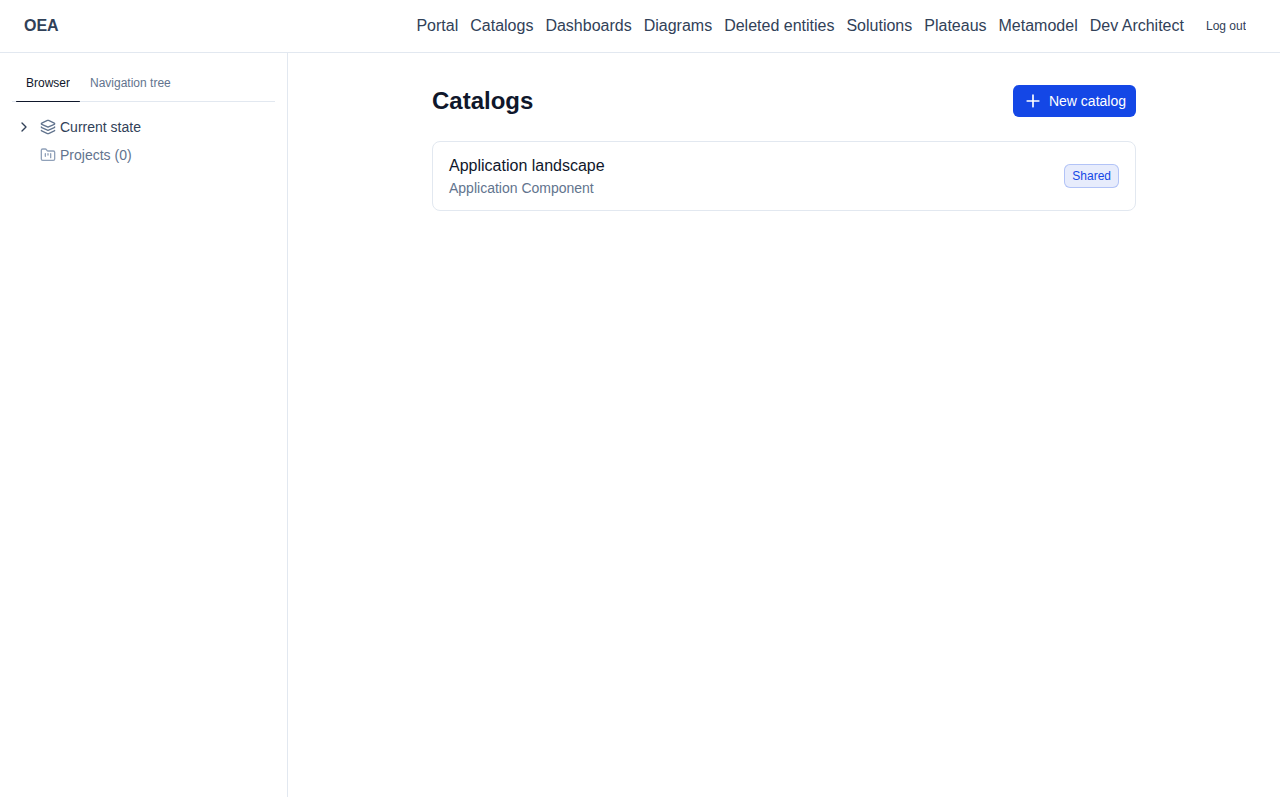 OEA
Portal Catalogs Dashboards Diagrams Deleted entities Solutions Plateaus Metamodel Dev Architect Log out
Browser Navigation tree
Current state
Projects (0)
Catalogs
New catalog
Application landscape
Application Component
Shared